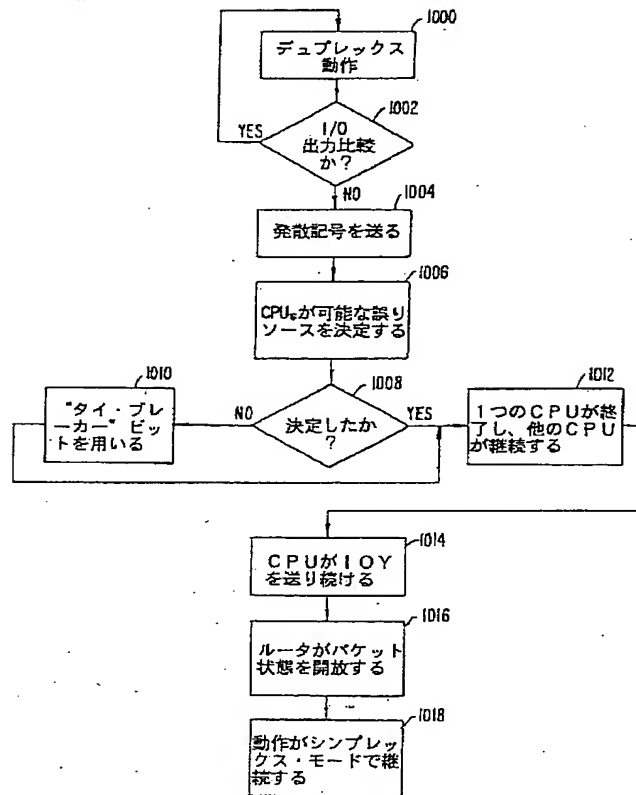 1000
デュプレックス
動作
1002
YES
I/O
出力比較
か?
NO
1004
発散記号を送る
1006
CPUsが可能な誤り
ソースを決定する
1008
NO
決定したか
?
YES
1010
“タイ・ブレ
ーカー”ビッ
トを用いる
1012
1つのCPUが終
了し、他のCPU
が継続する
1014
CPUがIOY
を送り続ける
1016
ルータがパケット
状態を開放する
1018
動作がシンプレッ
クス・モードで継
続する